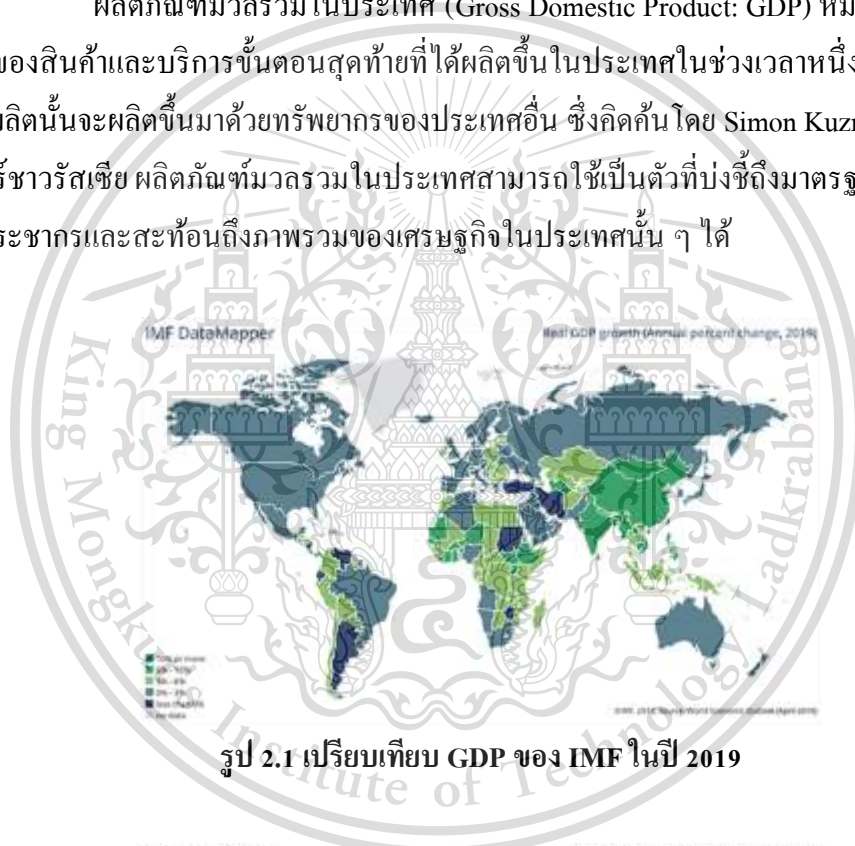 ผลิตภัณฑ์มวลรวมในประเทศ (Gross Domestic Product: GDP) หม
ของสินค้าและบริการขั้นตอนสุดท้ายที่ได้ผลิตขึ้นในประเทศในช่วงเวลาหนึ่ง
ผลิตนั้นจะผลิตขึ้นมาด้วยทรัพยากรของประเทศอื่น ซึ่งคิดค้นโดย Simon Kuzn
ร์ชาวรัสเซีย ผลิตภัณฑ์มวลรวมในประเทศสามารถใช้เป็นตัวที่บ่งชี้ถึงมาตรฐ
ระชากรและสะท้อนถึงภาพรวมของเศรษฐกิจในประเทศนั้น ๆ ได้
IMF DataMapper
Real GDP growth (Annual percent change, 2019)
King Mongkut's Institute of Technology Ladkrabang
no data
รูป 2.1 เปรียบเทียบ GDP ของ IMF ในปี 2019